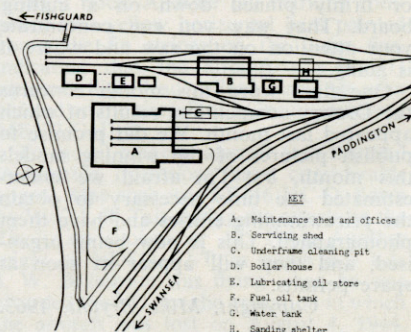 FISHGUARD
D
E
B
G
H
C
A
F
PADDINGTON
SWANSEA
KEY
A. Maintenance shed and offices
B. Servicing shed
C. Underframe cleaning pit
D. Boiler house
E. Lubricating oil store
F. Fuel oil tank
G. Water tank
H. Sanding shelter